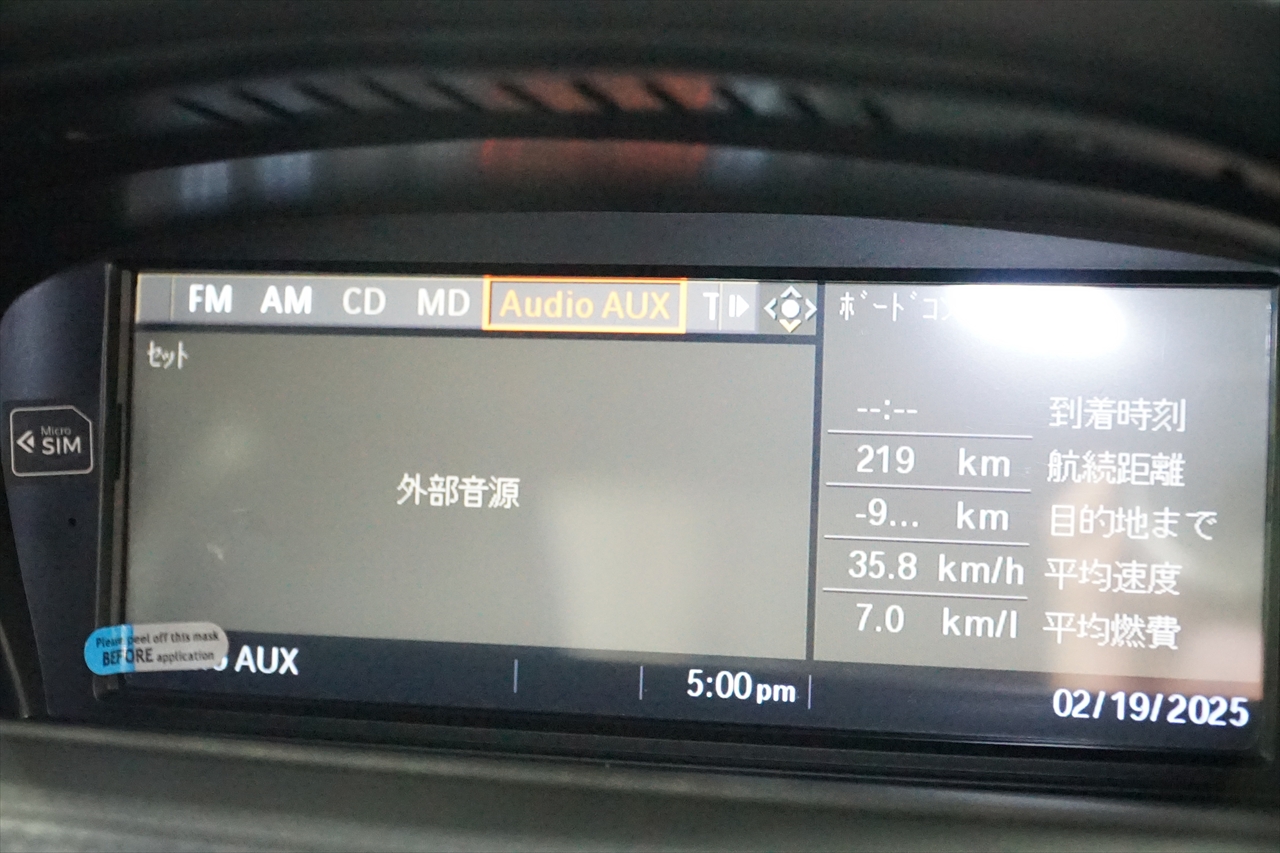 FM AM CD MD Audio AUX T
ｾｯﾄ
外部音源
ﾎﾞｰﾄﾞｺﾝ
--:-- 到着時刻
219 km 航続距離
-9... km 目的地まで
35.8 km/h 平均速度
7.0 km/l 平均燃費
Micro
SIM
Please peel off this mask
BEFORE application
AUX
5:00pm
02/19/2025